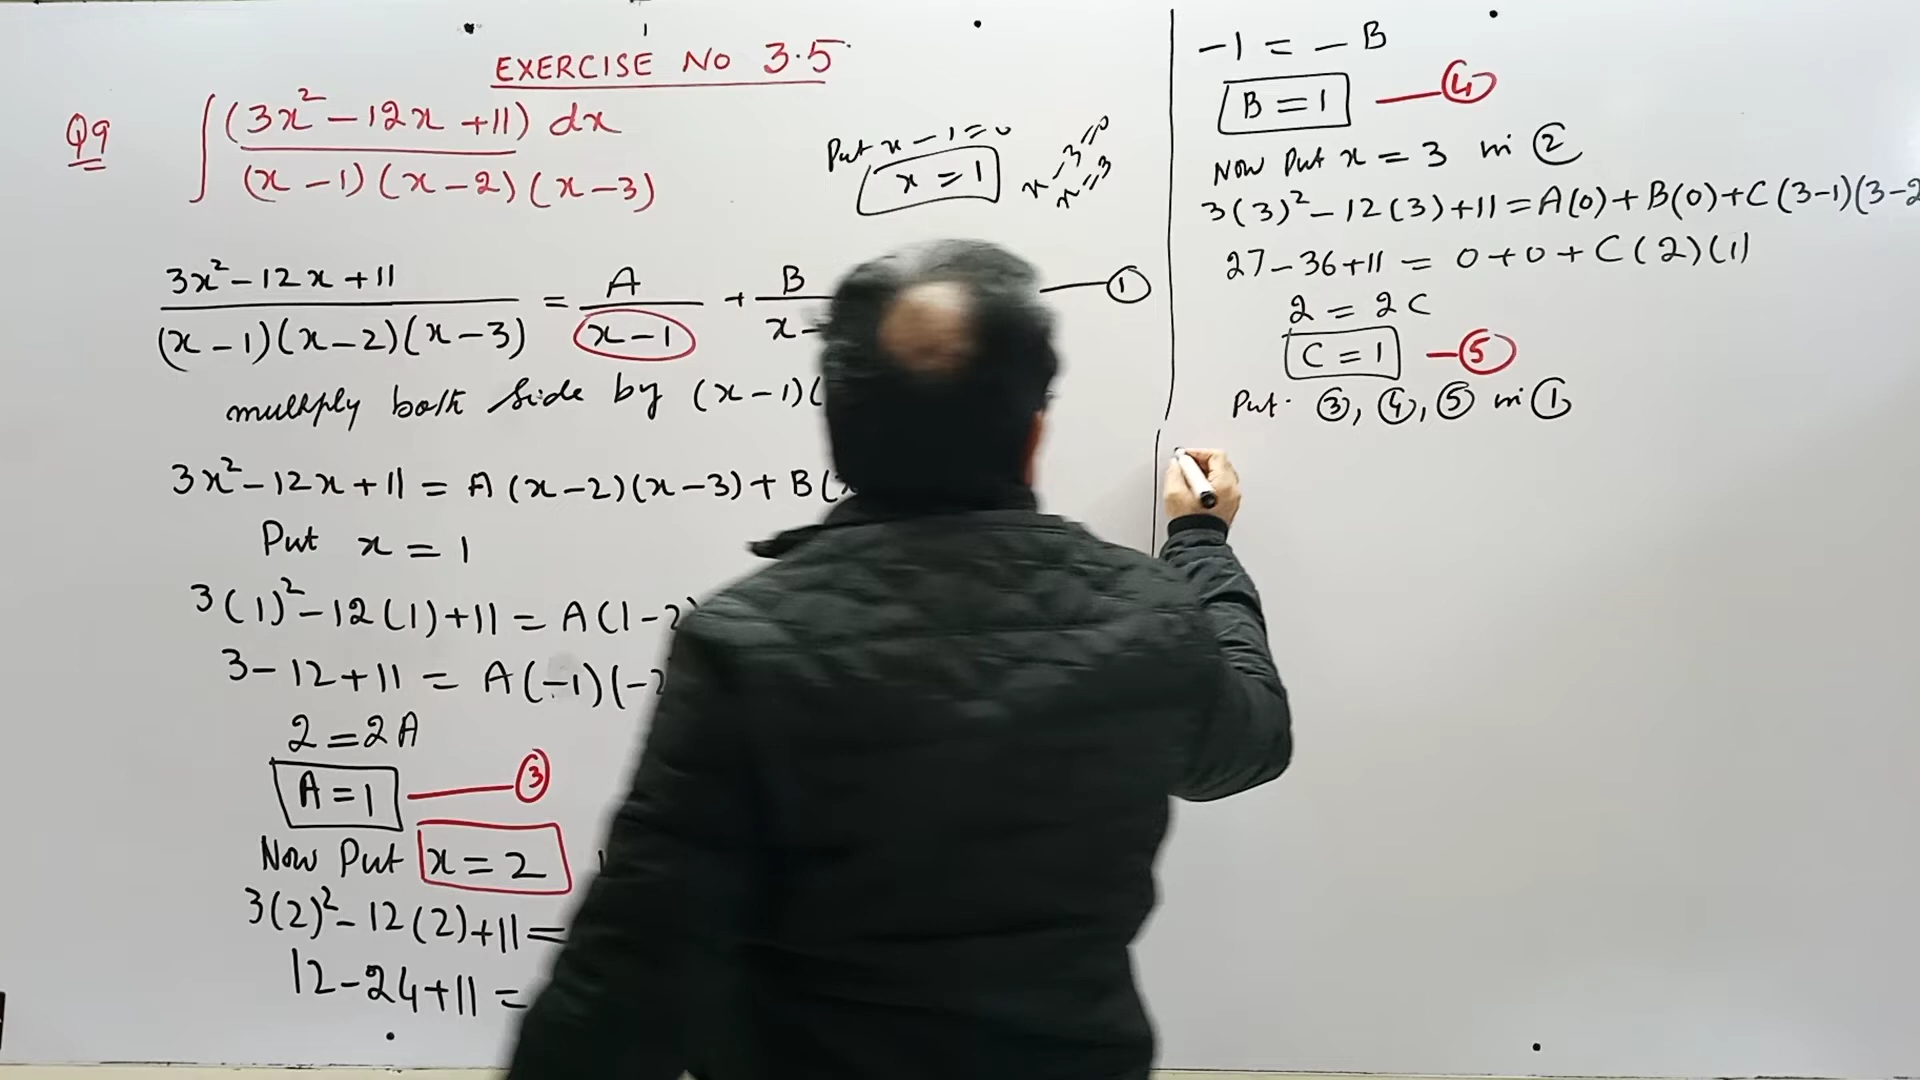 EXERCISE NO 3.5
Q9 ∫ (3x² - 12x + 11) dx
(x - 1) (x - 2) (x - 3)
Put x - 1 = 0
x = 1
x - 3 = 0
x = 3
3x² - 12x + 11 / (x - 1)(x - 2)(x - 3) = A / x - 1 + B / x - ① 
multiply both side by (x - 1)(
3x² - 12x + 11 = A (x - 2)(x - 3) + B (x
Put x = 1
3(1)² - 12(1) + 11 = A(1 - 2
3 - 12 + 11 = A(-1)(-2
2 = 2A
A = 1 — ③
Now Put x = 2
3(2)² - 12(2) + 11 =
12 - 24 + 11 =
-1 = - B
B = 1 — ④
Now Put x = 3 in ②
3(3)² - 12(3) + 11 = A(0) + B(0) + C(3-1)(3-2
27 - 36 + 11 = 0 + 0 + C(2)(1)
2 = 2C
C = 1 — ⑤
Put ③, ④, ⑤ in ①